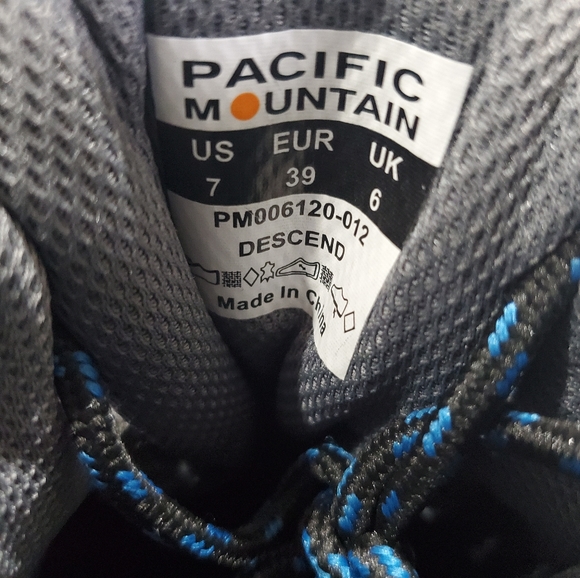 PACIFIC
MOUNTAIN
US EUR UK
7 39 6
PM006120-012
DESCEND
Made In China